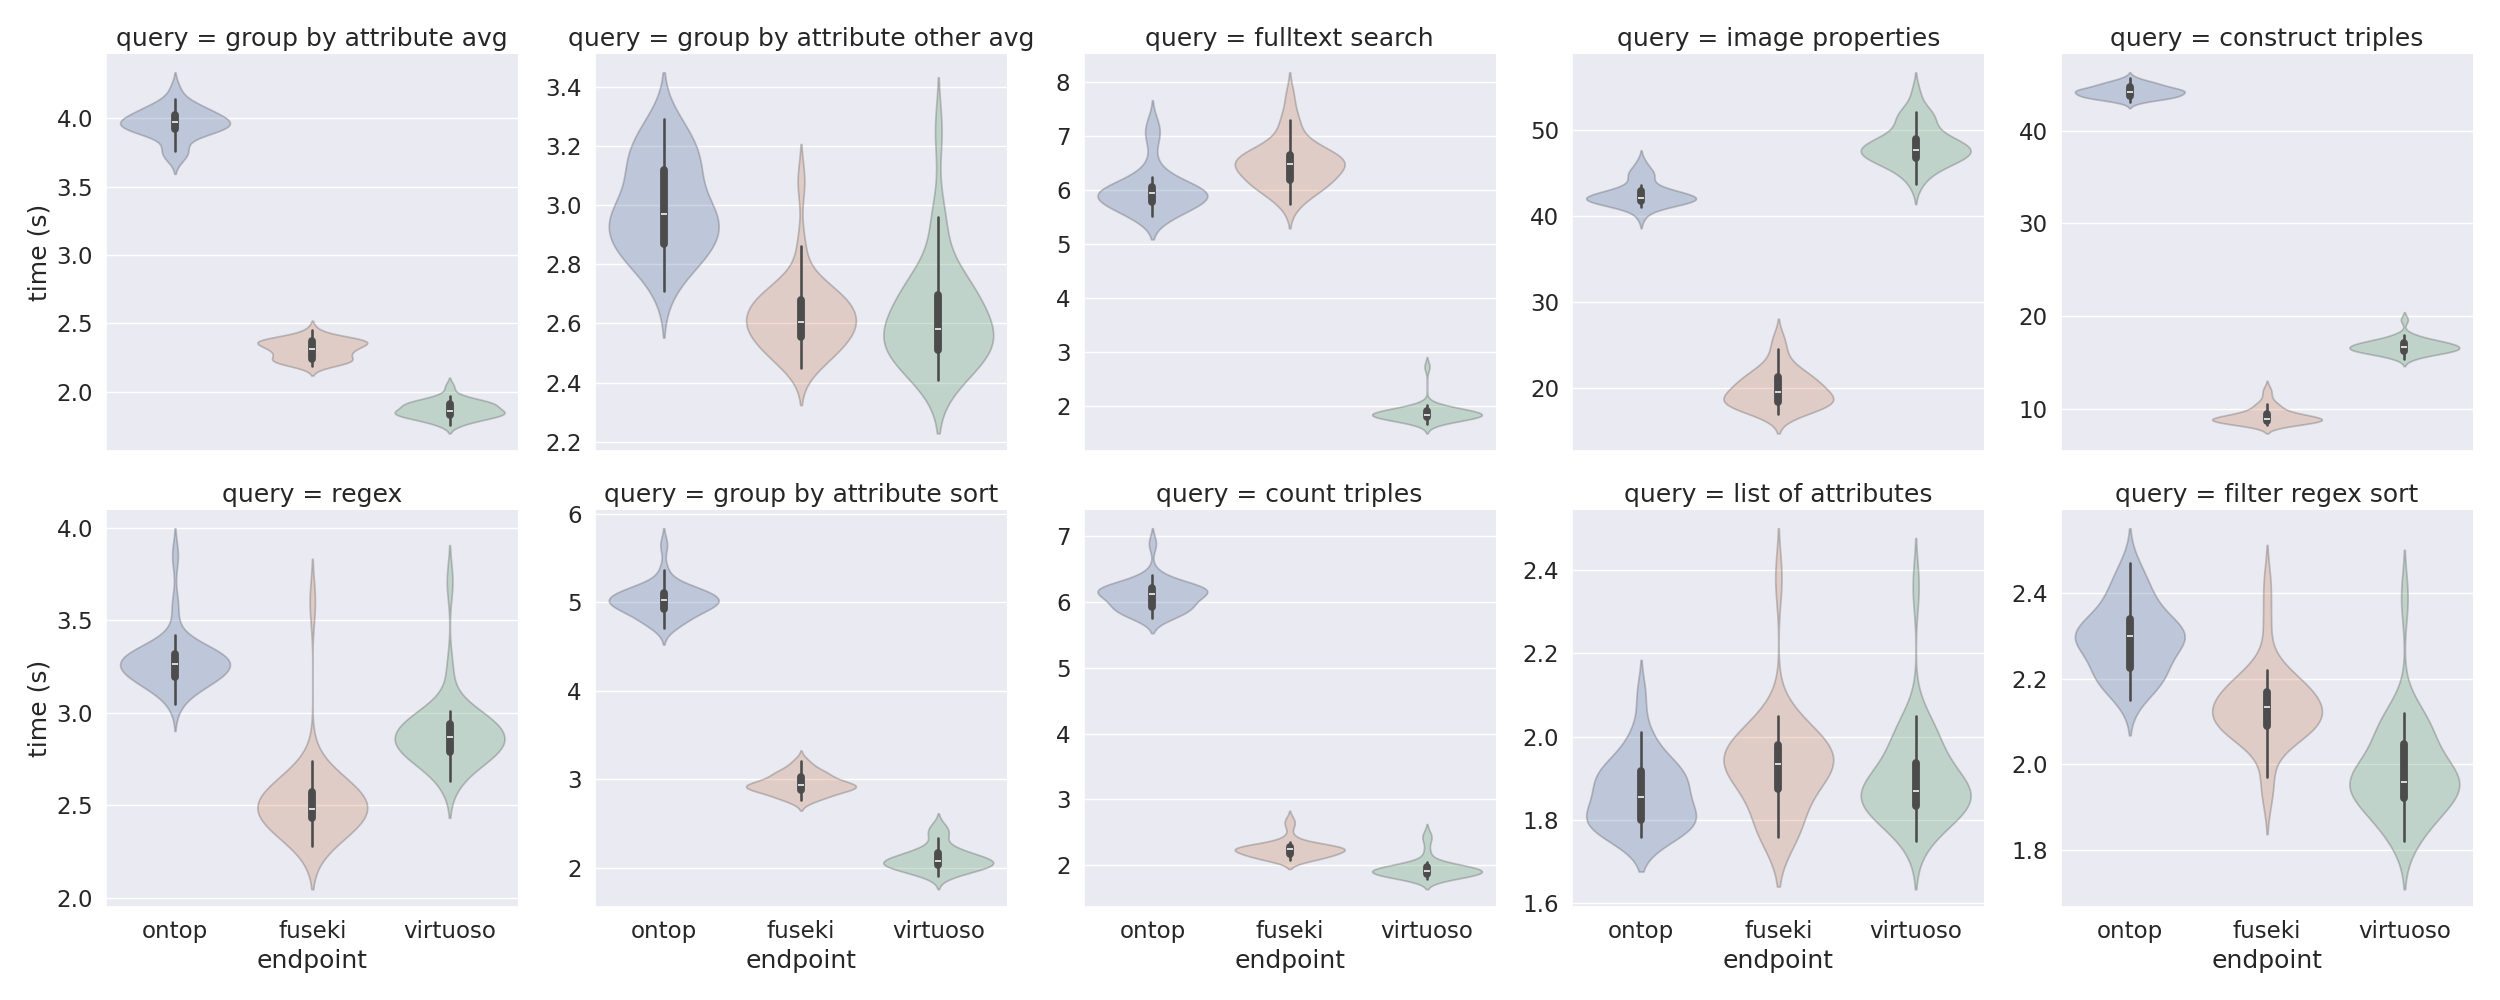 query = group by attribute avg
query = group by attribute other avg
query = fulltext search
query = image properties
query = construct triples
time (s)
4.0
3.5
3.0
2.5
2.0
3.4
3.2
3.0
2.8
2.6
2.4
2.2
8
7
6
5
4
3
2
50
40
30
20
40
30
20
10
query = regex
query = group by attribute sort
query = count triples
query = list of attributes
query = filter regex sort
time (s)
4.0
3.5
3.0
2.5
2.0
6
5
4
3
2
7
6
5
4
3
2
2.4
2.2
2.0
1.8
1.6
2.4
2.2
2.0
1.8
ontop fuseki virtuoso
endpoint
ontop fuseki virtuoso
endpoint
ontop fuseki virtuoso
endpoint
ontop fuseki virtuoso
endpoint
ontop fuseki virtuoso
endpoint